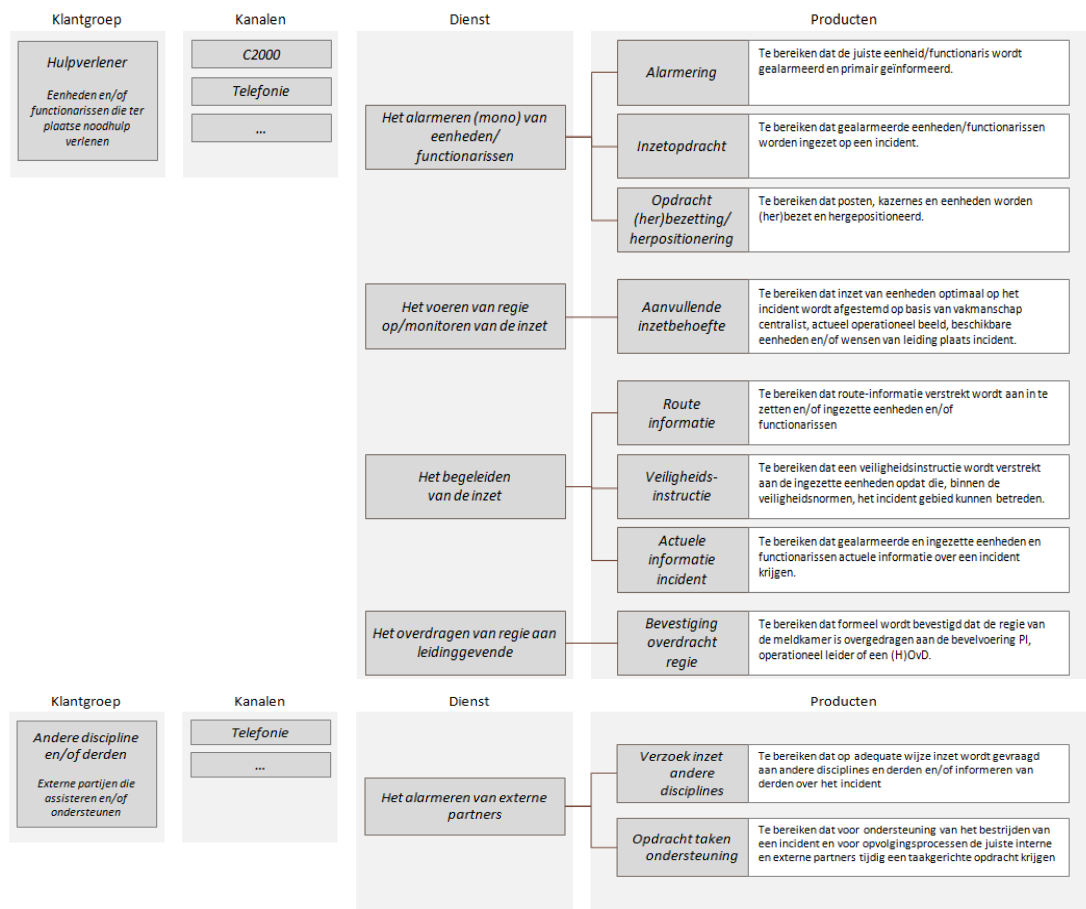 Klantgroep
Kanalen
Dienst
Producten
Hulpverlener
Eenheden en/of
functionarissen die ter
plaatse noodhulp
verlenen
C2000
Telefonie
...
Het alarmeren (mono) van
eenheden/
functionarissen
Alarmering
Te bereiken dat de juiste eenheid/functionaris wordt
gealarmeerd en primair geïnformeerd.
Inzetopdracht
Te bereiken dat gealarmeerde eenheden/functionarissen
worden ingezet op een incident.
Opdracht
(her)bezetting/
herpositionering
Te bereiken dat posten, kazernes en eenheden worden
(her)bezet en hergepositioneerd.
Het voeren van regie
op/monitoren van de inzet
Aanvullende
inzetbehoefte
Te bereiken dat inzet van eenheden optimaal op het
incident wordt afgestemd op basis van vakmanschap
centralist, actueel operationeel beeld, beschikbare
eenheden en/of wensen van leiding plaats incident.
Het begeleiden
van de inzet
Route
informatie
Te bereiken dat route-informatie verstrekt wordt aan in te
zetten en/of ingezette eenheden en/of
functionarissen
Veiligheids-
instructie
Te bereiken dat een veiligheidsinstructie wordt verstrekt
aan de ingezette eenheden opdat die, binnen de
veiligheidsnormen, het incident gebied kunnen betreden.
Actuele
informatie
incident
Te bereiken dat gealarmeerde en ingezette eenheden en
functionarissen actuele informatie over een incident
krijgen.
Het overdragen van regie aan
leidinggevende
Bevestiging
overdracht
regie
Te bereiken dat formeel wordt bevestigd dat de regie van
de meldkamer is overgedragen aan de bevelvoering PI,
operationeel leider of een (H)OvD.
Klantgroep
Kanalen
Dienst
Producten
Andere discipline
en/of derden
Externe partijen die
assisteren en/of
ondersteunen
Telefonie
...
Het alarmeren van externe
partners
Verzoek inzet
andere
disciplines
Te bereiken dat op adequate wijze inzet wordt gevraagd
aan andere disciplines en derden en/of informeren van
derden over het incident
Opdracht taken
ondersteuning
Te bereiken dat voor ondersteuning van het bestrijden van
een incident en voor opvolgingsprocessen de juiste interne
en externe partners tijdig een taakgerichte opdracht krijgen